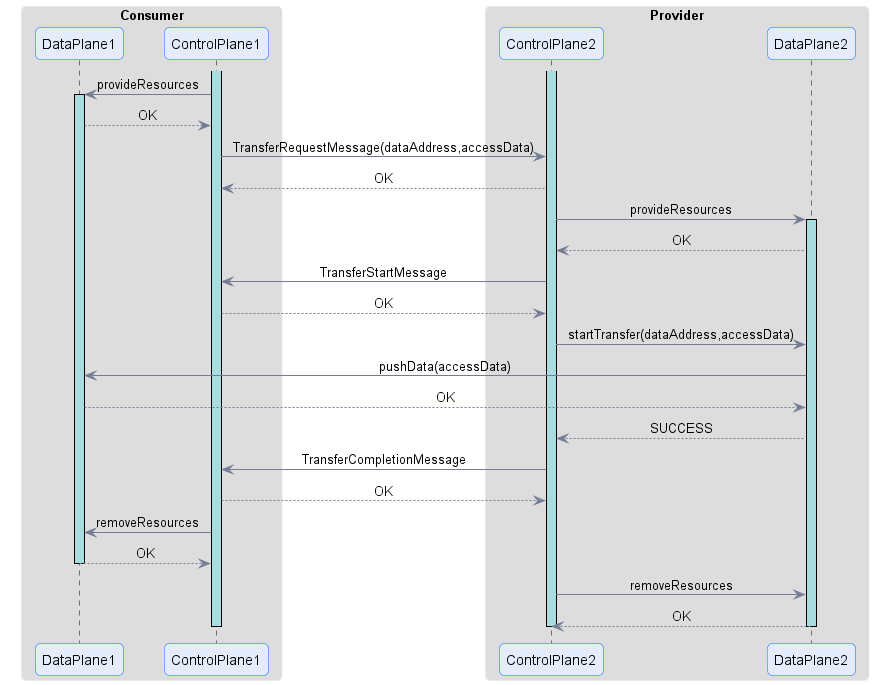 Consumer
Provider
DataPlane1
ControlPlane1
ControlPlane2
DataPlane2
provideResources
OK
TransferRequestMessage(dataAddress,accessData)
OK
provideResources
OK
TransferStartMessage
OK
startTransfer(dataAddress,accessData)
pushData(accessData)
OK
SUCCESS
TransferCompletionMessage
OK
removeResources
OK
removeResources
OK
DataPlane1
ControlPlane1
ControlPlane2
DataPlane2